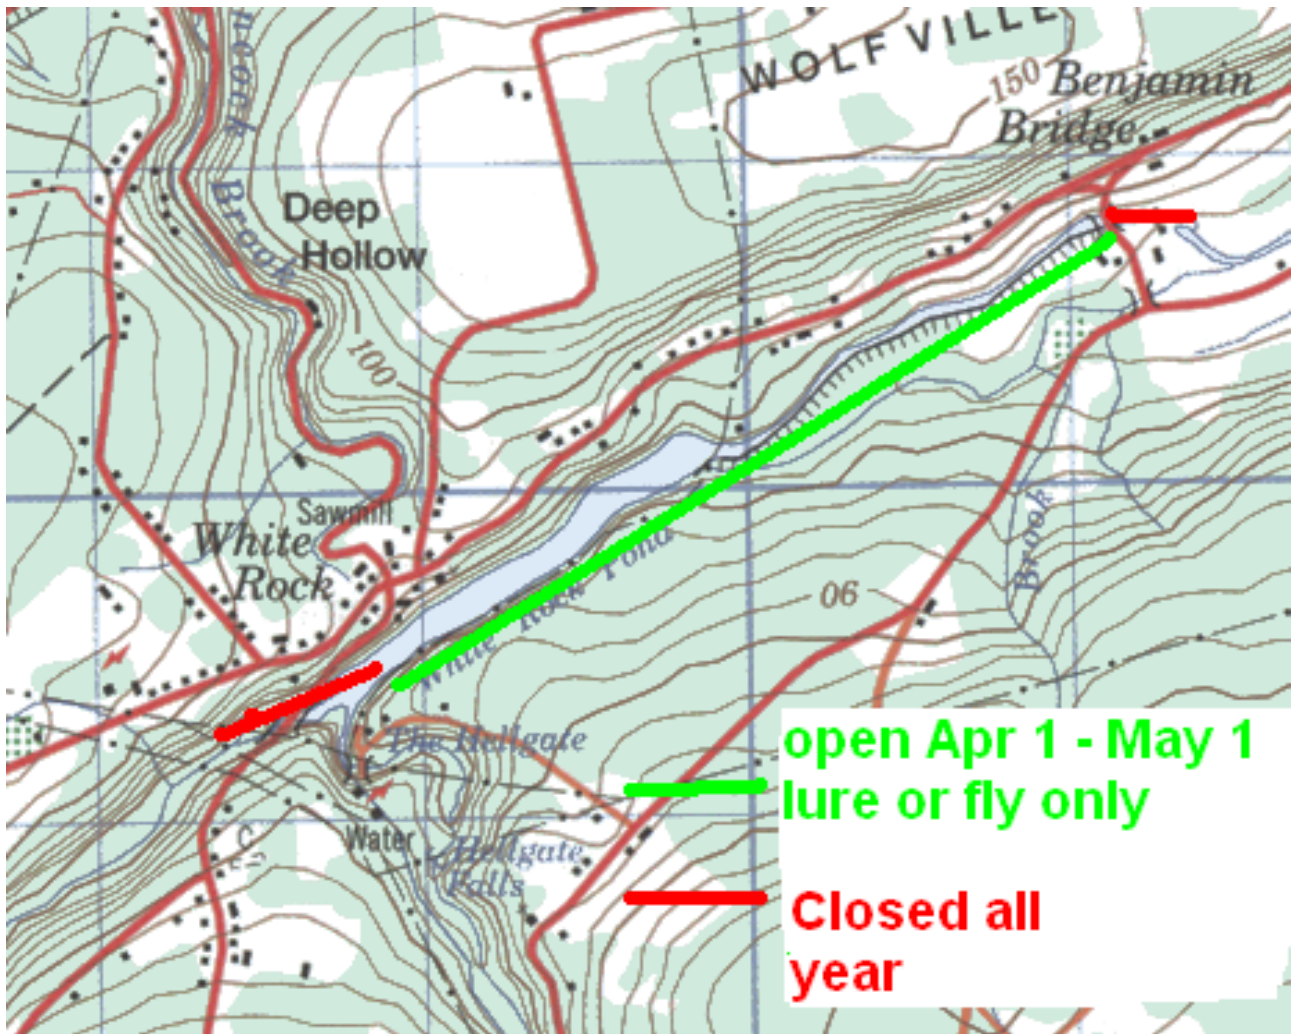 WOLFVILLE
150
Benjamin
Bridge
Brook
Deep
Hollow
100
Sawmill
White
Rock
White Rock Pond
Brook
06
The Hellgate
Water
Hellgate
Falls
open Apr 1 - May 1
lure or fly only
Closed all
year